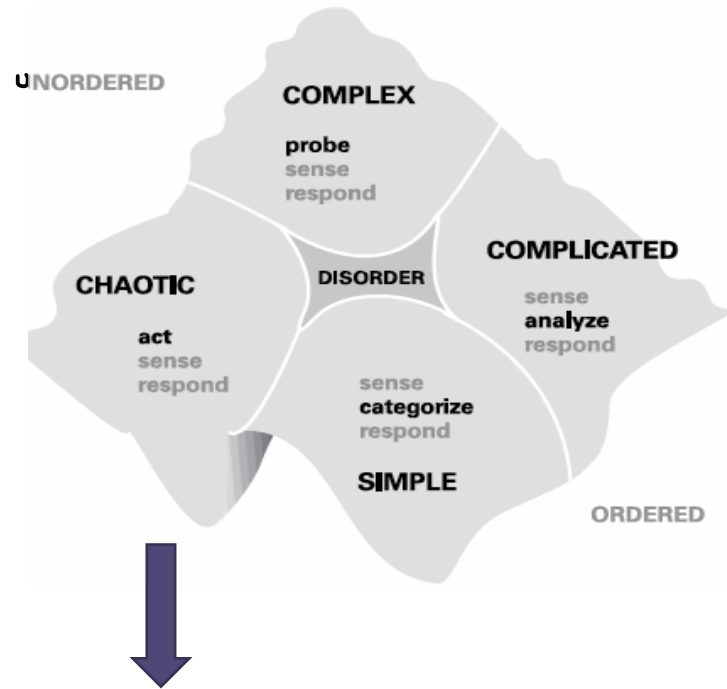 UNORDERED
COMPLEX
probe
sense
respond
CHAOTIC
act
sense
respond
DISORDER
COMPLICATED
sense
analyze
respond
sense
categorize
respond
SIMPLE
ORDERED